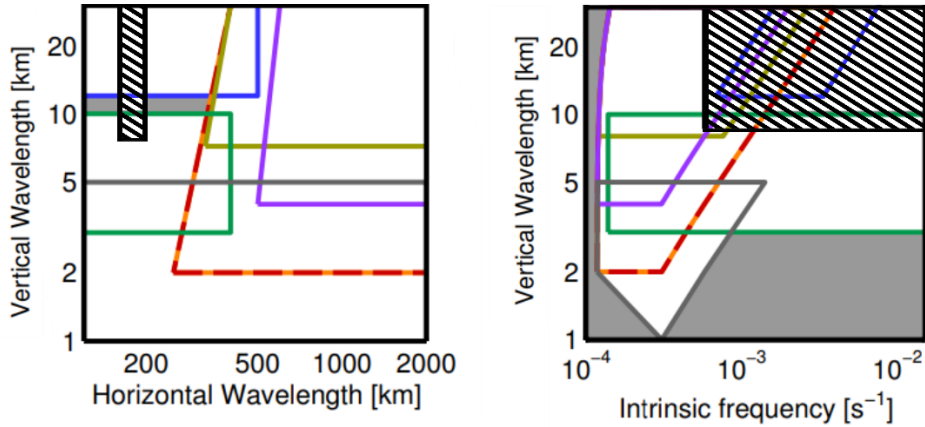 20
10
5
2
1
Vertical Wavelength [km]
200 500 1000 2000
Horizontal Wavelength [km]
20
10
5
2
1
Vertical Wavelength [km]
10⁻⁴ 10⁻³ 10⁻²
Intrinsic frequency [s⁻¹]